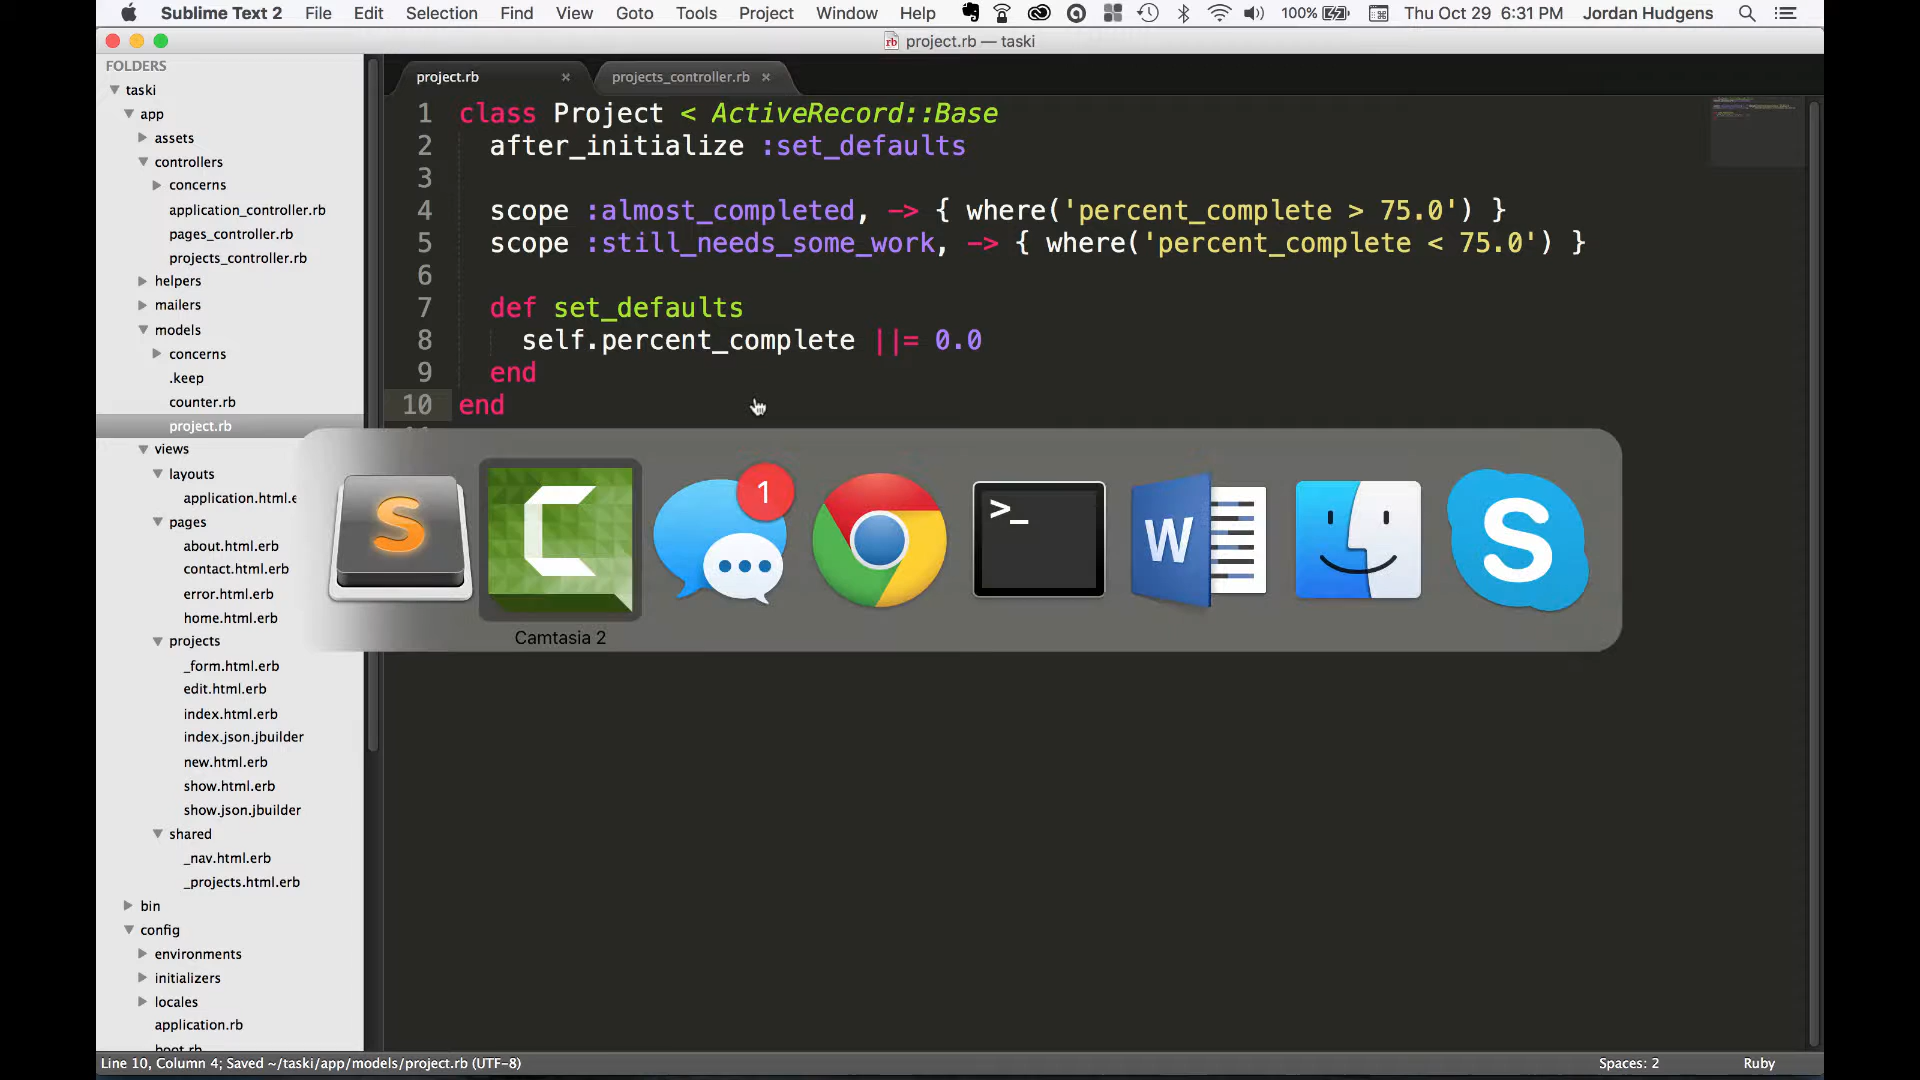 Sublime Text 2 File Edit Selection Find View Goto Tools Project Window Help 100% Thu Oct 29 6:31 PM Jordan Hudgens
project.rb — taski
FOLDERS
taski
app
assets
controllers
concerns
application_controller.rb
pages_controller.rb
projects_controller.rb
helpers
mailers
models
concerns
.keep
counter.rb
project.rb
views
layouts
application.html.e
pages
about.html.erb
contact.html.erb
error.html.erb
home.html.erb
projects
_form.html.erb
edit.html.erb
index.html.erb
index.json.jbuilder
new.html.erb
show.html.erb
show.json.jbuilder
shared
_nav.html.erb
_projects.html.erb
bin
config
environments
initializers
locales
application.rb
boot.rb
project.rb × projects_controller.rb ×
1 class Project < ActiveRecord::Base
2 after_initialize :set_defaults
3
4 scope :almost_completed, -> { where('percent_complete > 75.0') }
5 scope :still_needs_some_work, -> { where('percent_complete < 75.0') }
6
7 def set_defaults
8 self.percent_complete ||= 0.0
9 end
10 end
S
C
1
>_
W
S
Camtasia 2
Line 10, Column 4; Saved ~/taski/app/models/project.rb (UTF-8) Spaces: 2 Ruby